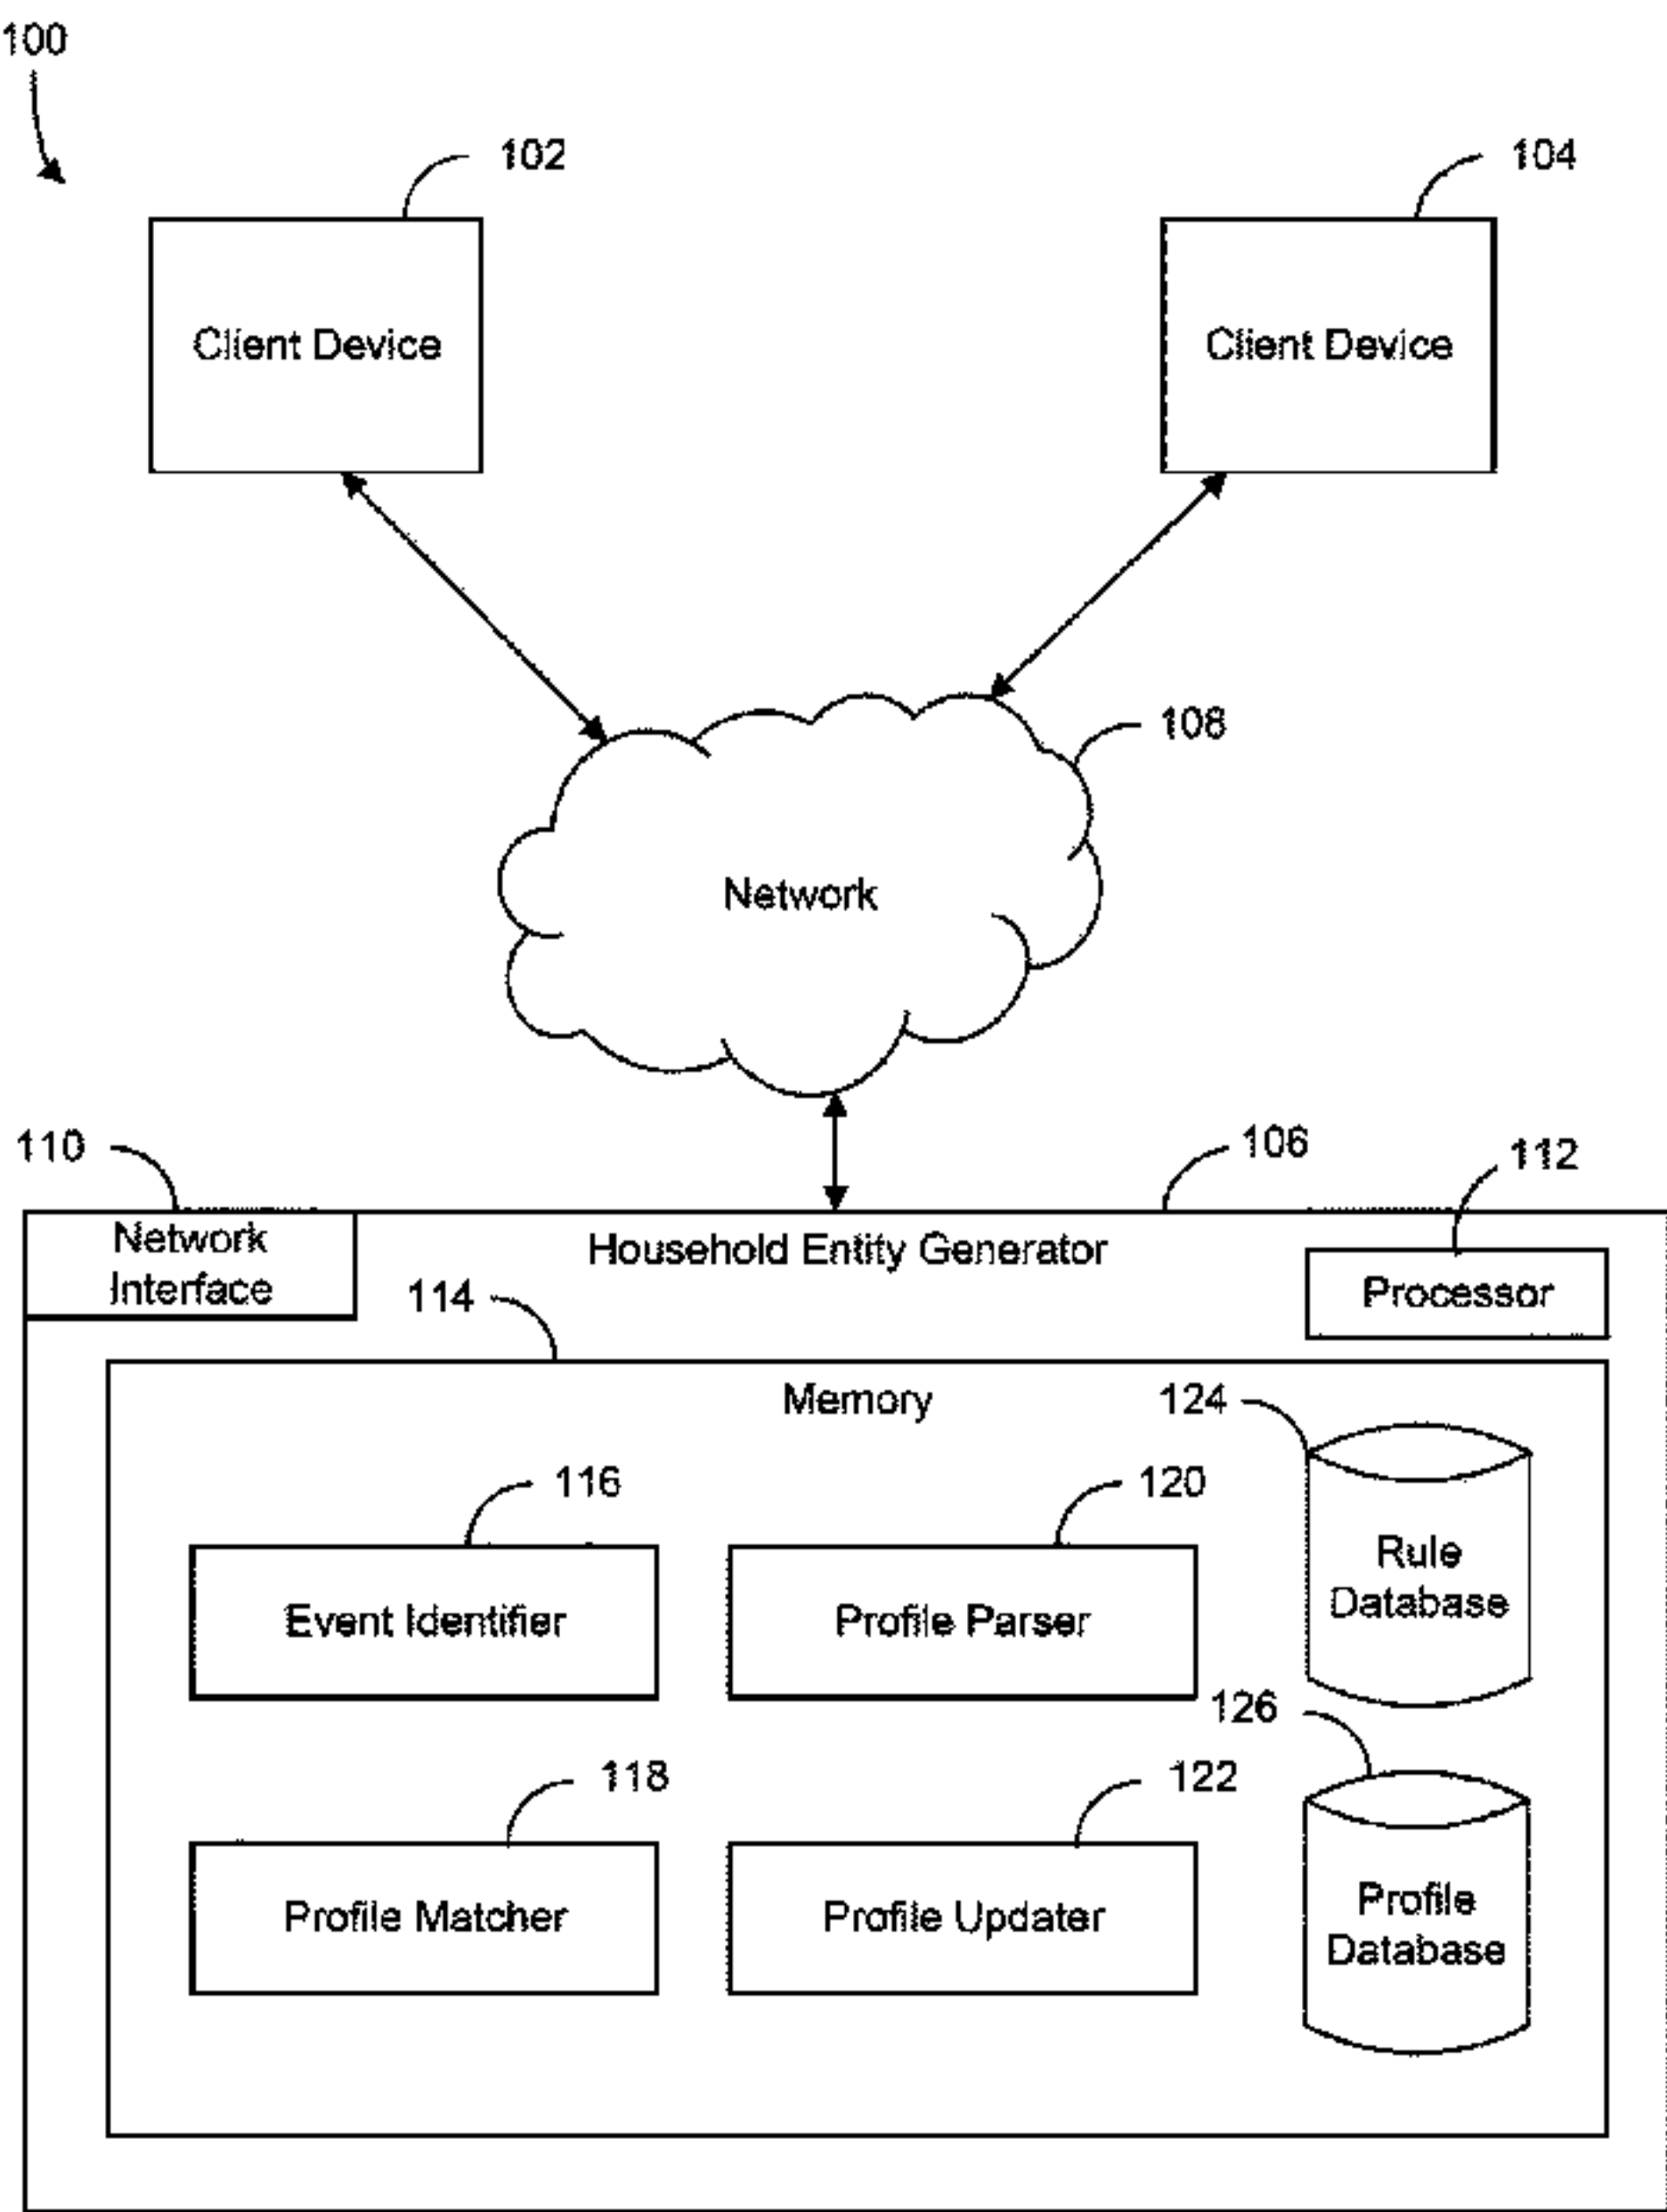 100
102
104
Client Device
Client Device
108
Network
110
106
112
Network
Interface
Household Entity Generator
Processor
114
Memory
124
116
120
Rule
Database
Event Identifier
Profile Parser
126
118
122
Profile
Database
Profile Matcher
Profile Updater